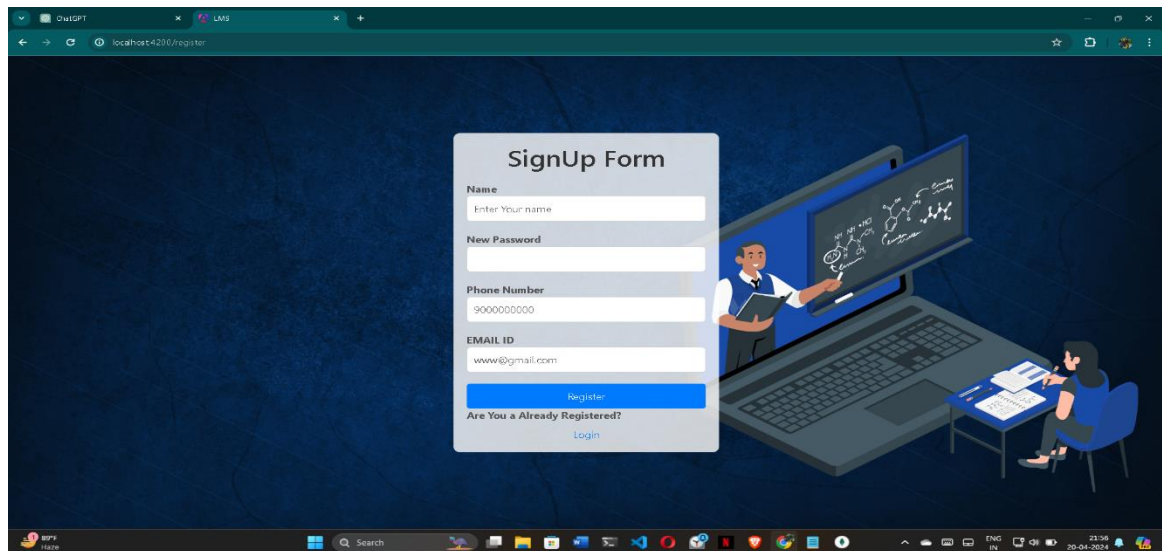 ChatGPT
LMS
localhost:4200/register
SignUp Form
Name
Enter Your name
New Password
Phone Number
9000000000
EMAIL ID
www@gmail.com
Register
Are You a Already Registered?
Login
89°F
Haze
Search
ENG
IN
21:56
20-04-2024